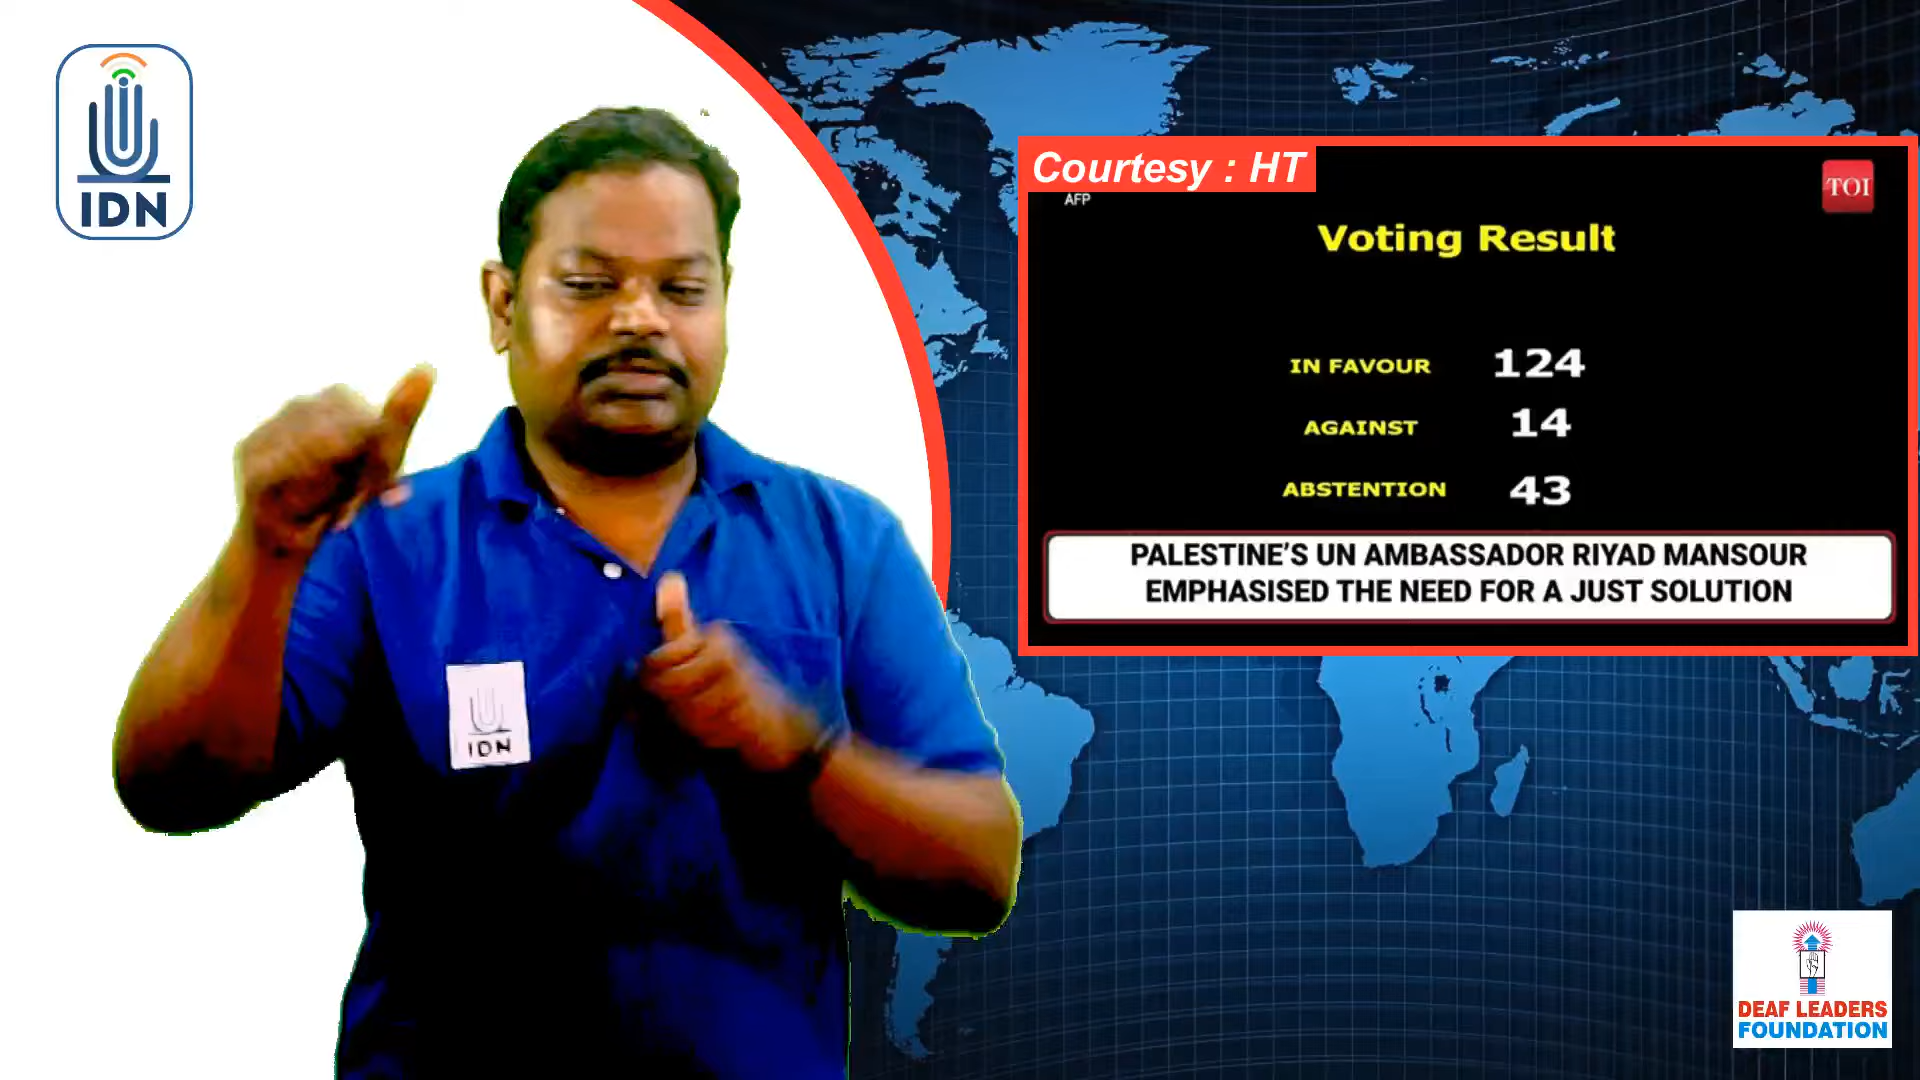 IDN
Courtesy : HT
AFP
TOI
Voting Result
IN FAVOUR 124
AGAINST 14
ABSTENTION 43
PALESTINE'S UN AMBASSADOR RIYAD MANSOUR
EMPHASISED THE NEED FOR A JUST SOLUTION
IDN
DEAF LEADERS
FOUNDATION